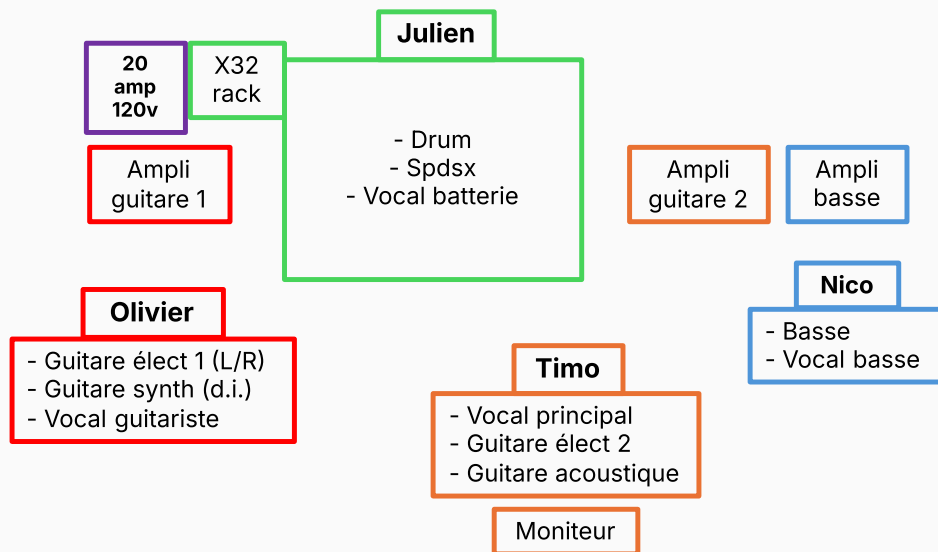 Julien
20
amp
120v
X32
rack
- Drum
- Spdsx
- Vocal batterie
Ampli
guitare 1
Ampli
guitare 2
Ampli
basse
Olivier
- Guitare élect 1 (L/R)
- Guitare synth (d.i.)
- Vocal guitariste
Timo
- Vocal principal
- Guitare élect 2
- Guitare acoustique
Nico
- Basse
- Vocal basse
Moniteur